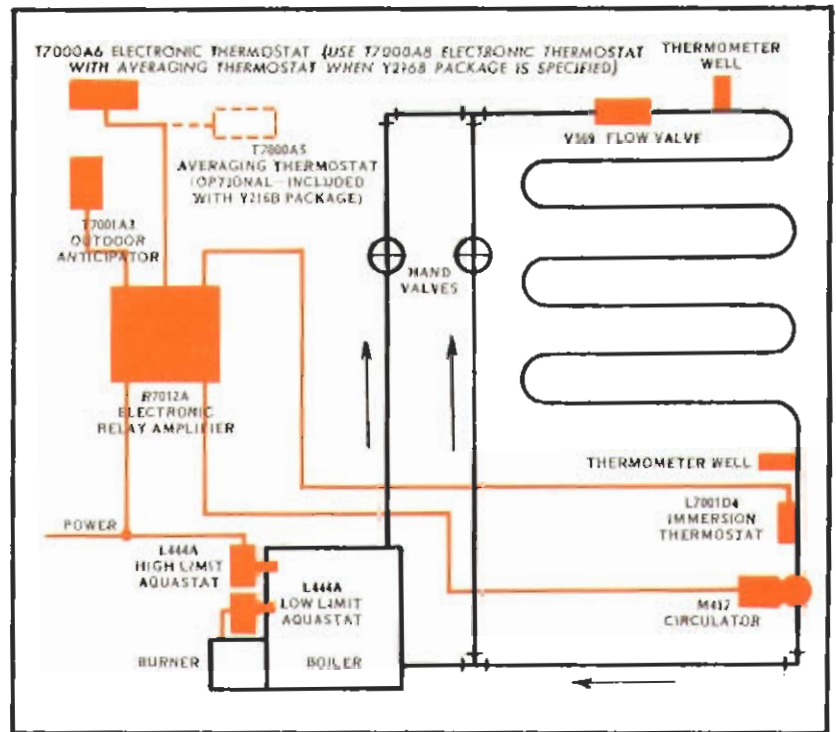 T7000A6 ELECTRONIC THERMOSTAT (USE T7000A8 ELECTRONIC THERMOSTAT
WITH AVERAGING THERMOSTAT WHEN Y216B PACKAGE IS SPECIFIED)
THERMOMETER
WELL
T7000A5
AVERAGING THERMOSTAT
(OPTIONAL - INCLUDED
WITH Y216B PACKAGE)
V569 FLOW VALVE
T7001A3
OUTDOOR
ANTICIPATOR
HAND
VALVES
R7012A
ELECTRONIC
RELAY AMPLIFIER
THERMOMETER WELL
L7001D4
IMMERSION
THERMOSTAT
POWER
L444A
HIGH LIMIT
AQUASTAT
L444A
LOW LIMIT
AQUASTAT
M417
CIRCULATOR
BURNER
BOILER